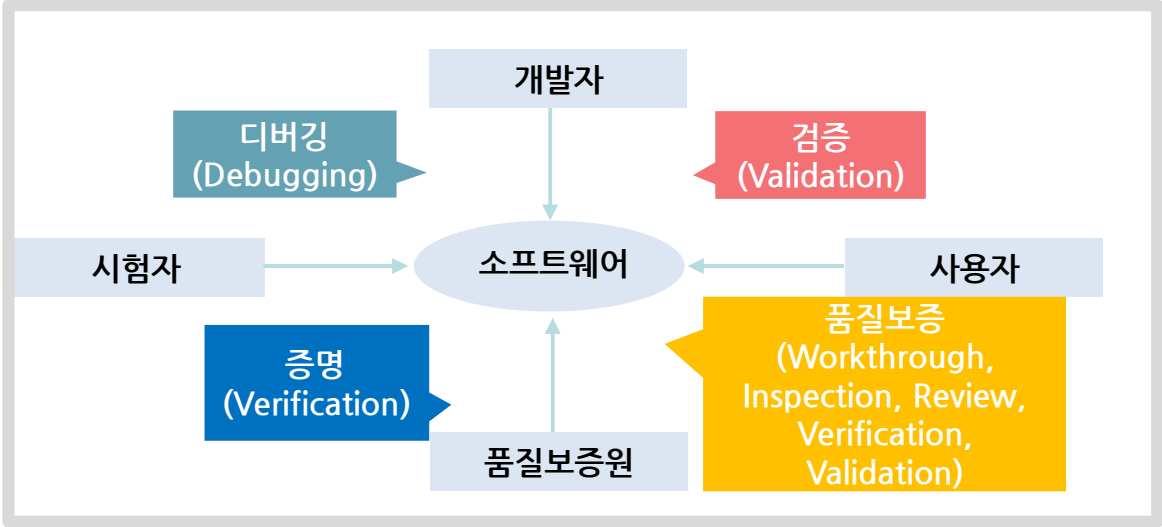 개발자
디버깅
(Debugging)
검증
(Validation)
시험자
소프트웨어
사용자
증명
(Verification)
품질보증
(Workthrough,
Inspection, Review,
Verification,
Validation)
품질보증원